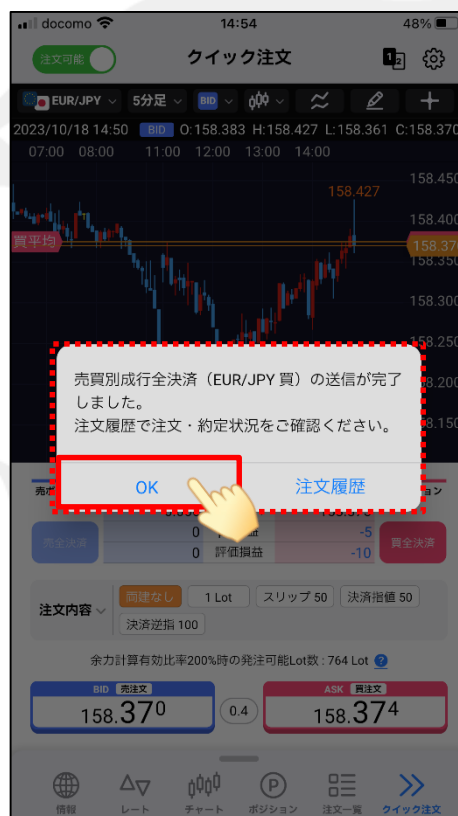 docomo 14:54 48%
注文可能 クイック注文
EUR/JPY 5分足 BID
2023/10/18 14:50 BID O:158.383 H:158.427 L:158.361 C:158.370
07:00 08:00 11:00 12:00 13:00 14:00
158.450
158.427
158.400
買平均
158.37
158.350
158.300
158.250
158.200
158.150
売買別成行全決済（EUR/JPY 買）の送信が完了
しました。
注文履歴で注文・約定状況をご確認ください。
OK 注文履歴
売全決済
0 -5
0 評価損益 -10
買全決済
注文内容 両建なし 1 Lot スリップ 50 決済指値 50
決済逆指 100
余力計算有効比率200%時の発注可能Lot数 : 764 Lot
BID 売注文 ASK 買注文
158.370 0.4 158.374
情報 レート チャート ポジション 注文一覧 クイック注文